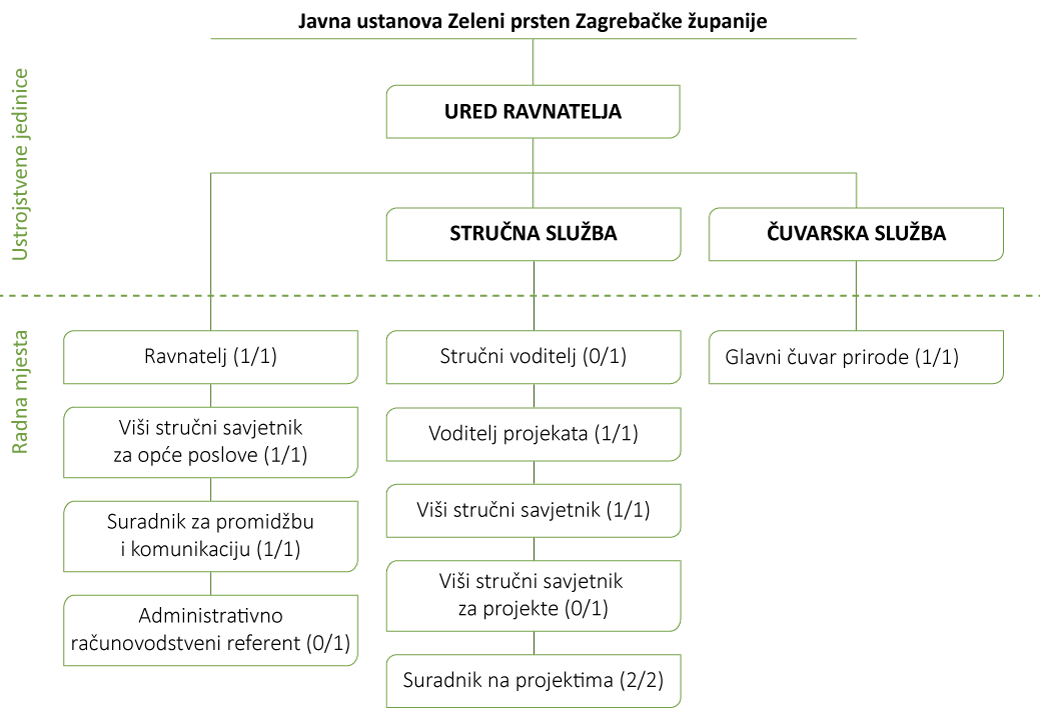 Javna ustanova Zeleni prsten Zagrebačke županije
Ustrojstvene jedinice
URED RAVNATELJA
STRUČNA SLUŽBA
ČUVARSKA SLUŽBA
Radna mjesta
Ravnatelj (1/1)
Viši stručni savjetnik
za opće poslove (1/1)
Suradnik za promidžbu
i komunikaciju (1/1)
Administrativno
računovodstveni referent (0/1)
Stručni voditelj (0/1)
Voditelj projekata (1/1)
Viši stručni savjetnik (1/1)
Viši stručni savjetnik
za projekte (0/1)
Suradnik na projektima (2/2)
Glavni čuvar prirode (1/1)